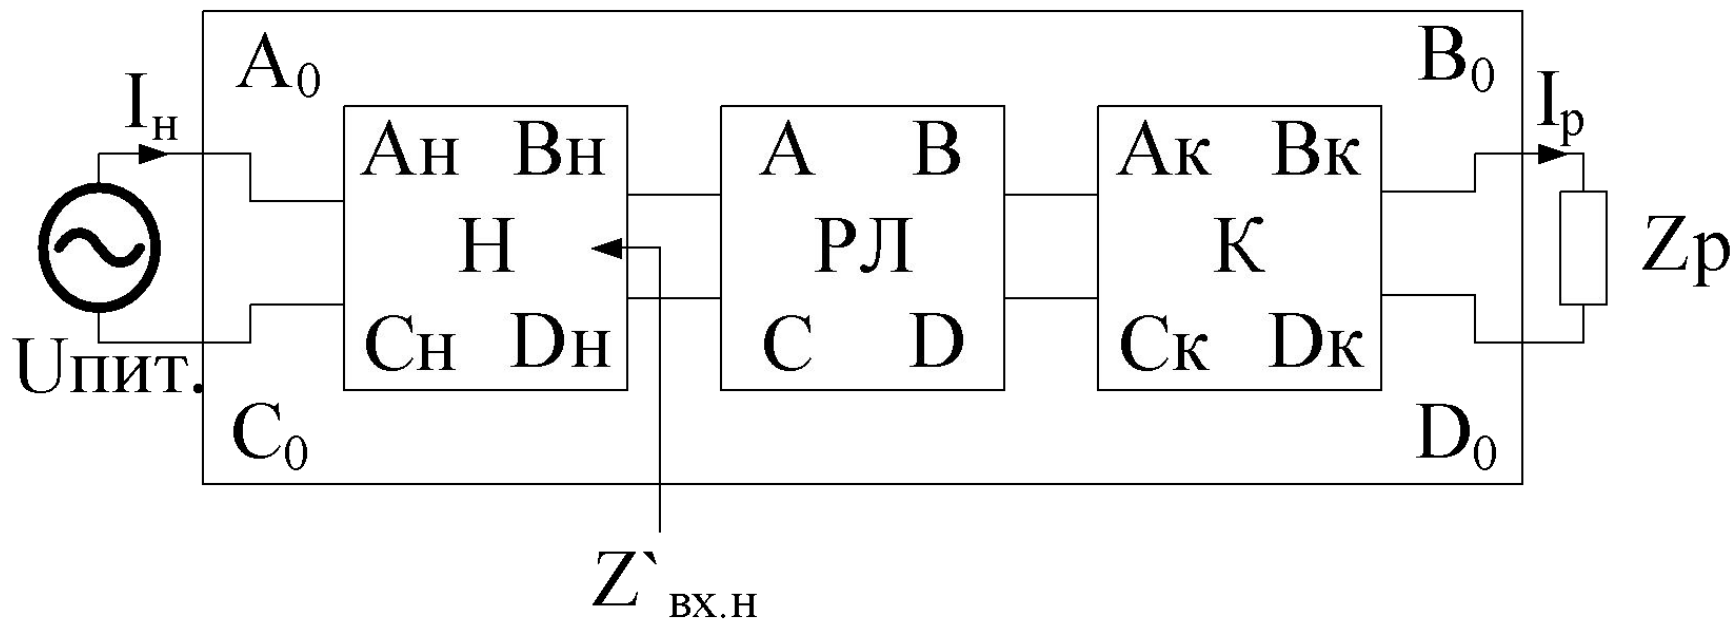 A₀ B₀
Iн Iр
Aн Bн A B Aк Bк
Н РЛ К Zр
Cн Dн C D Cк Dк
Uпит.
C₀ D₀
Z`вх.н